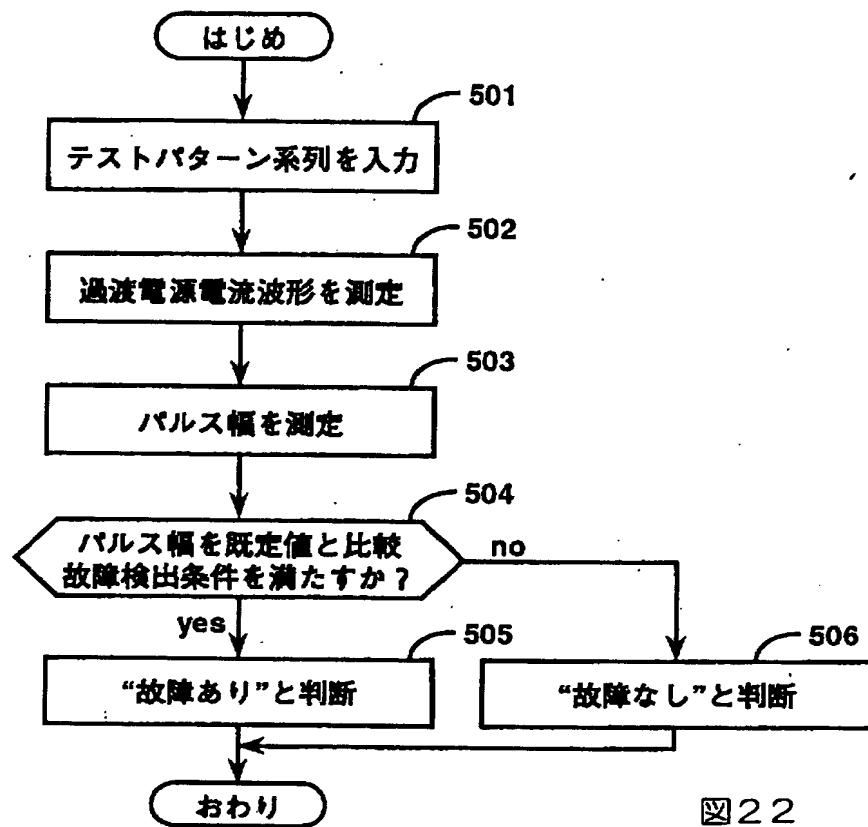 はじめ
501
テストパターン系列を入力
502
過渡電源電流波形を測定
503
パルス幅を測定
504
パルス幅を既定値と比較
故障検出条件を満たすか？
no
yes
505
“故障あり”と判断
506
“故障なし”と判断
おわり
図22